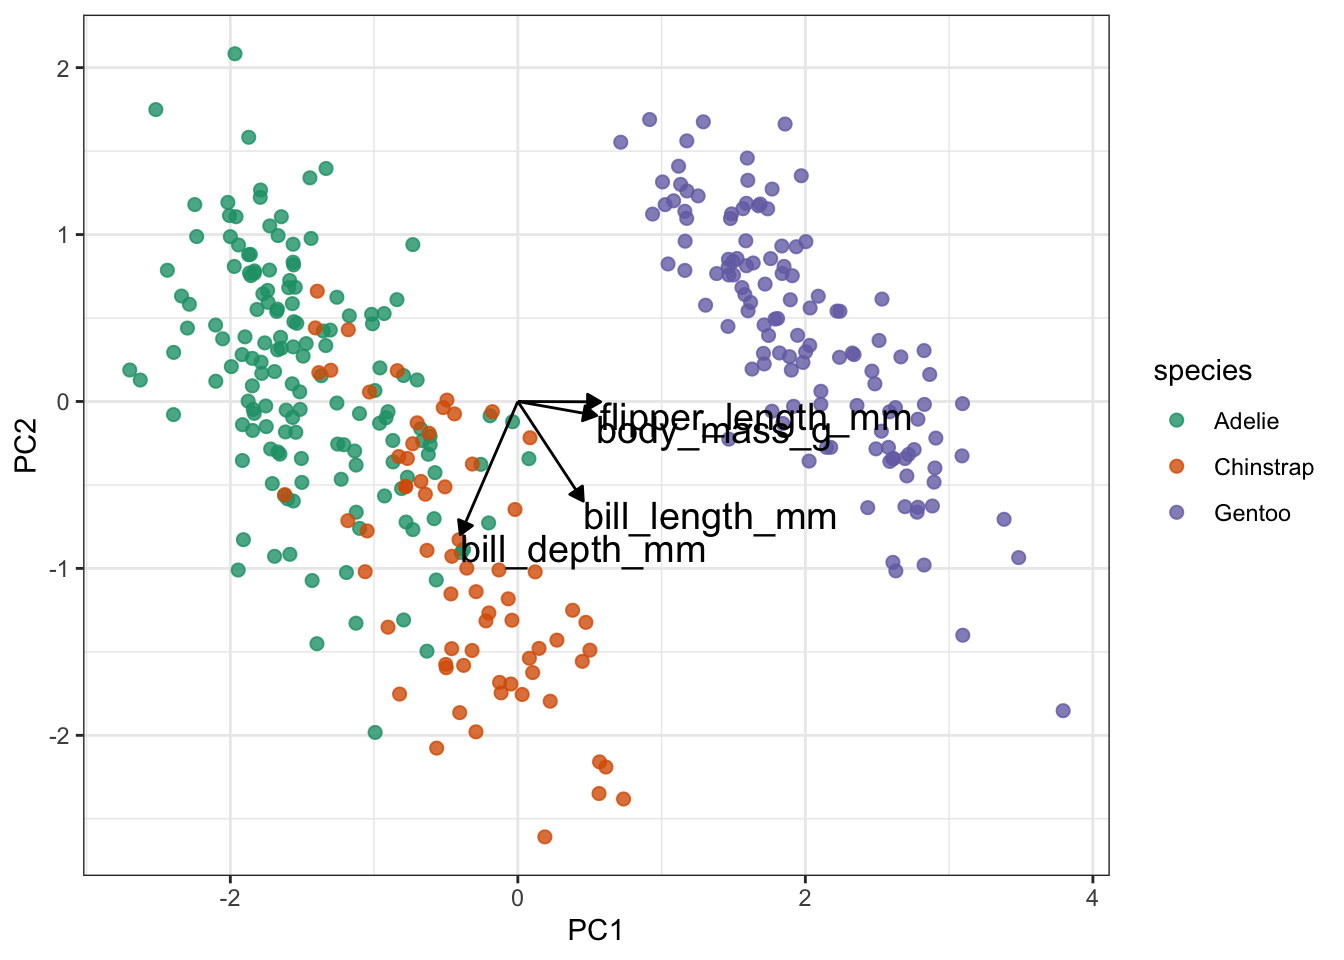 2
1
0
-1
-2
PC2
flipper_length_mm
body_mass_g
bill_length_mm
bill_depth_mm
-2
0
2
4
PC1
species
Adelie
Chinstrap
Gentoo